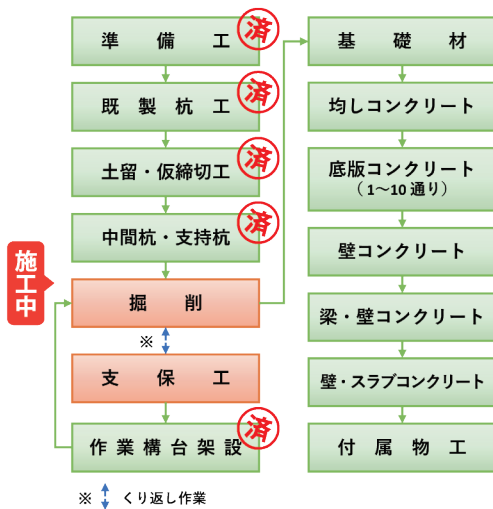 準備工
済
既製杭工
済
土留・仮締切工
済
中間杭・支持杭
済
施工中
掘削
※
支保工
作業構台架設
済
※ くり返し作業
基礎材
均しコンクリート
底版コンクリート
（1〜10 通り）
壁コンクリート
梁・壁コンクリート
壁・スラブコンクリート
付属物工